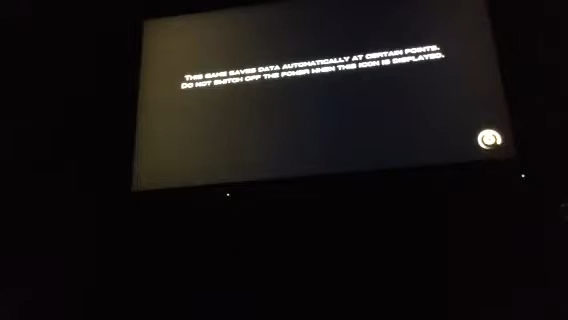 THIS GAME SAVES DATA AUTOMATICALLY AT CERTAIN POINTS.
DO NOT SWITCH OFF THE POWER WHEN THIS ICON IS DISPLAYED.